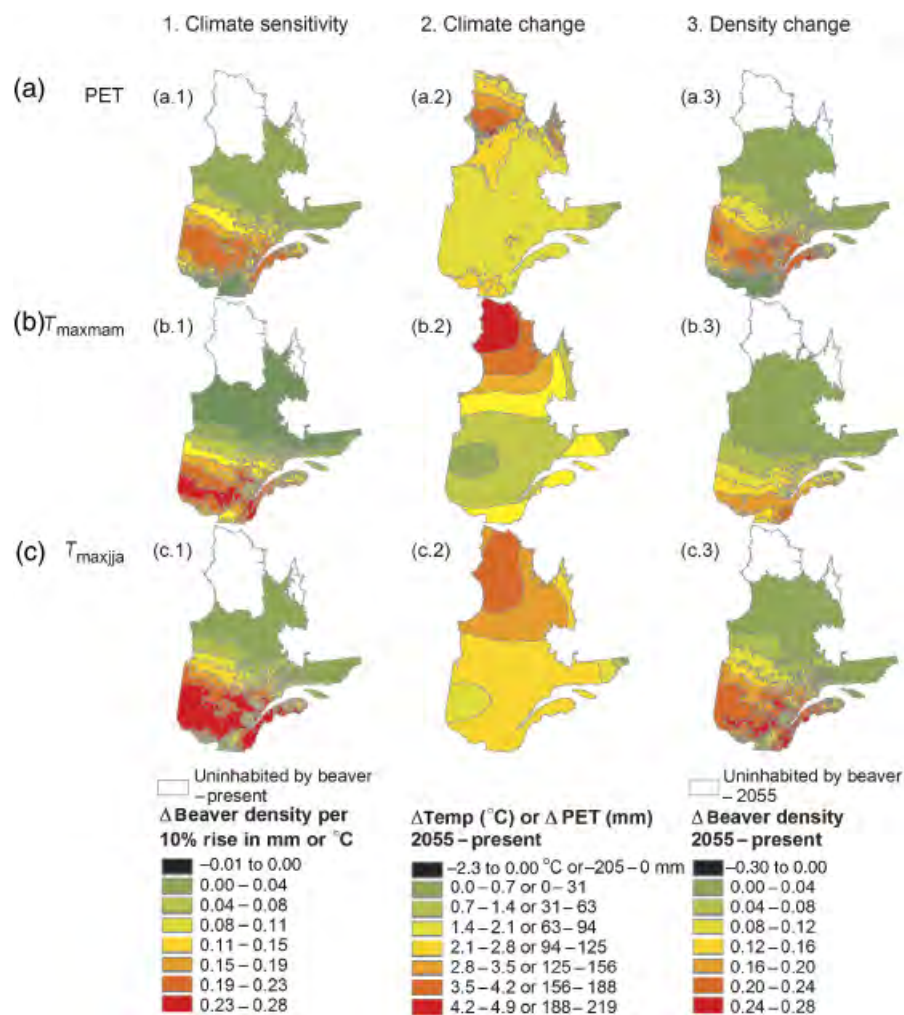 1. Climate sensitivity 2. Climate change 3. Density change
(a) PET (a.1) (a.2) (a.3)
(b) Tmaxmam (b.1) (b.2) (b.3)
(c) Tmaxjja (c.1) (c.2) (c.3)
Uninhabited by beaver
–present
Δ Beaver density per
10% rise in mm or °C
–0.01 to 0.00
0.00 – 0.04
0.04 – 0.08
0.08 – 0.11
0.11 – 0.15
0.15 – 0.19
0.19 – 0.23
0.23 – 0.28
ΔTemp (°C) or Δ PET (mm)
2055 – present
–2.3 to 0.00 °C or –205 – 0 mm
0.0 – 0.7 or 0 – 31
0.7 – 1.4 or 31 – 63
1.4 – 2.1 or 63 – 94
2.1 – 2.8 or 94 – 125
2.8 – 3.5 or 125 – 156
3.5 – 4.2 or 156 – 188
4.2 – 4.9 or 188 – 219
Uninhabited by beaver
– 2055
Δ Beaver density
2055 – present
–0.30 to 0.00
0.00 – 0.04
0.04 – 0.08
0.08 – 0.12
0.12 – 0.16
0.16 – 0.20
0.20 – 0.24
0.24 – 0.28